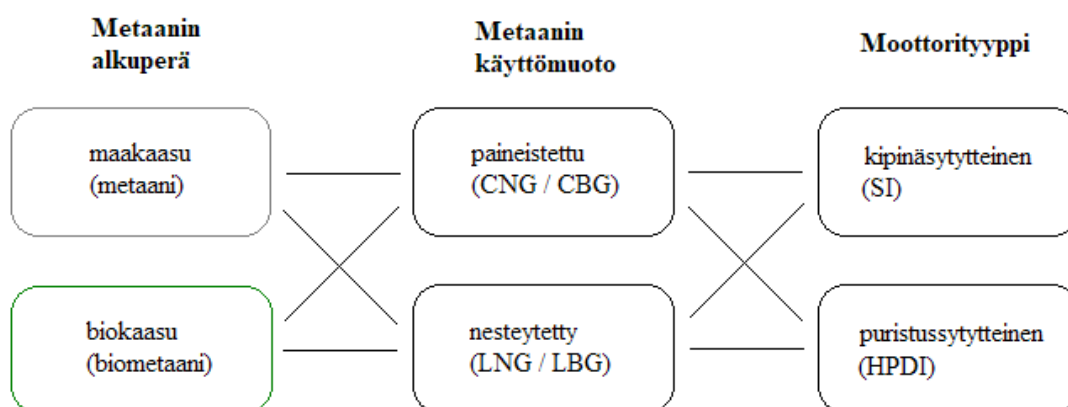 Metaanin
alkuperä
Metaanin
käyttömuoto
Moottorityyppi
maakaasu
(metaani)
paineistettu
(CNG / CBG)
kipinäsytytteinen
(SI)
biokaasu
(biometaani)
nesteytetty
(LNG / LBG)
puristussytytteinen
(HPDI)